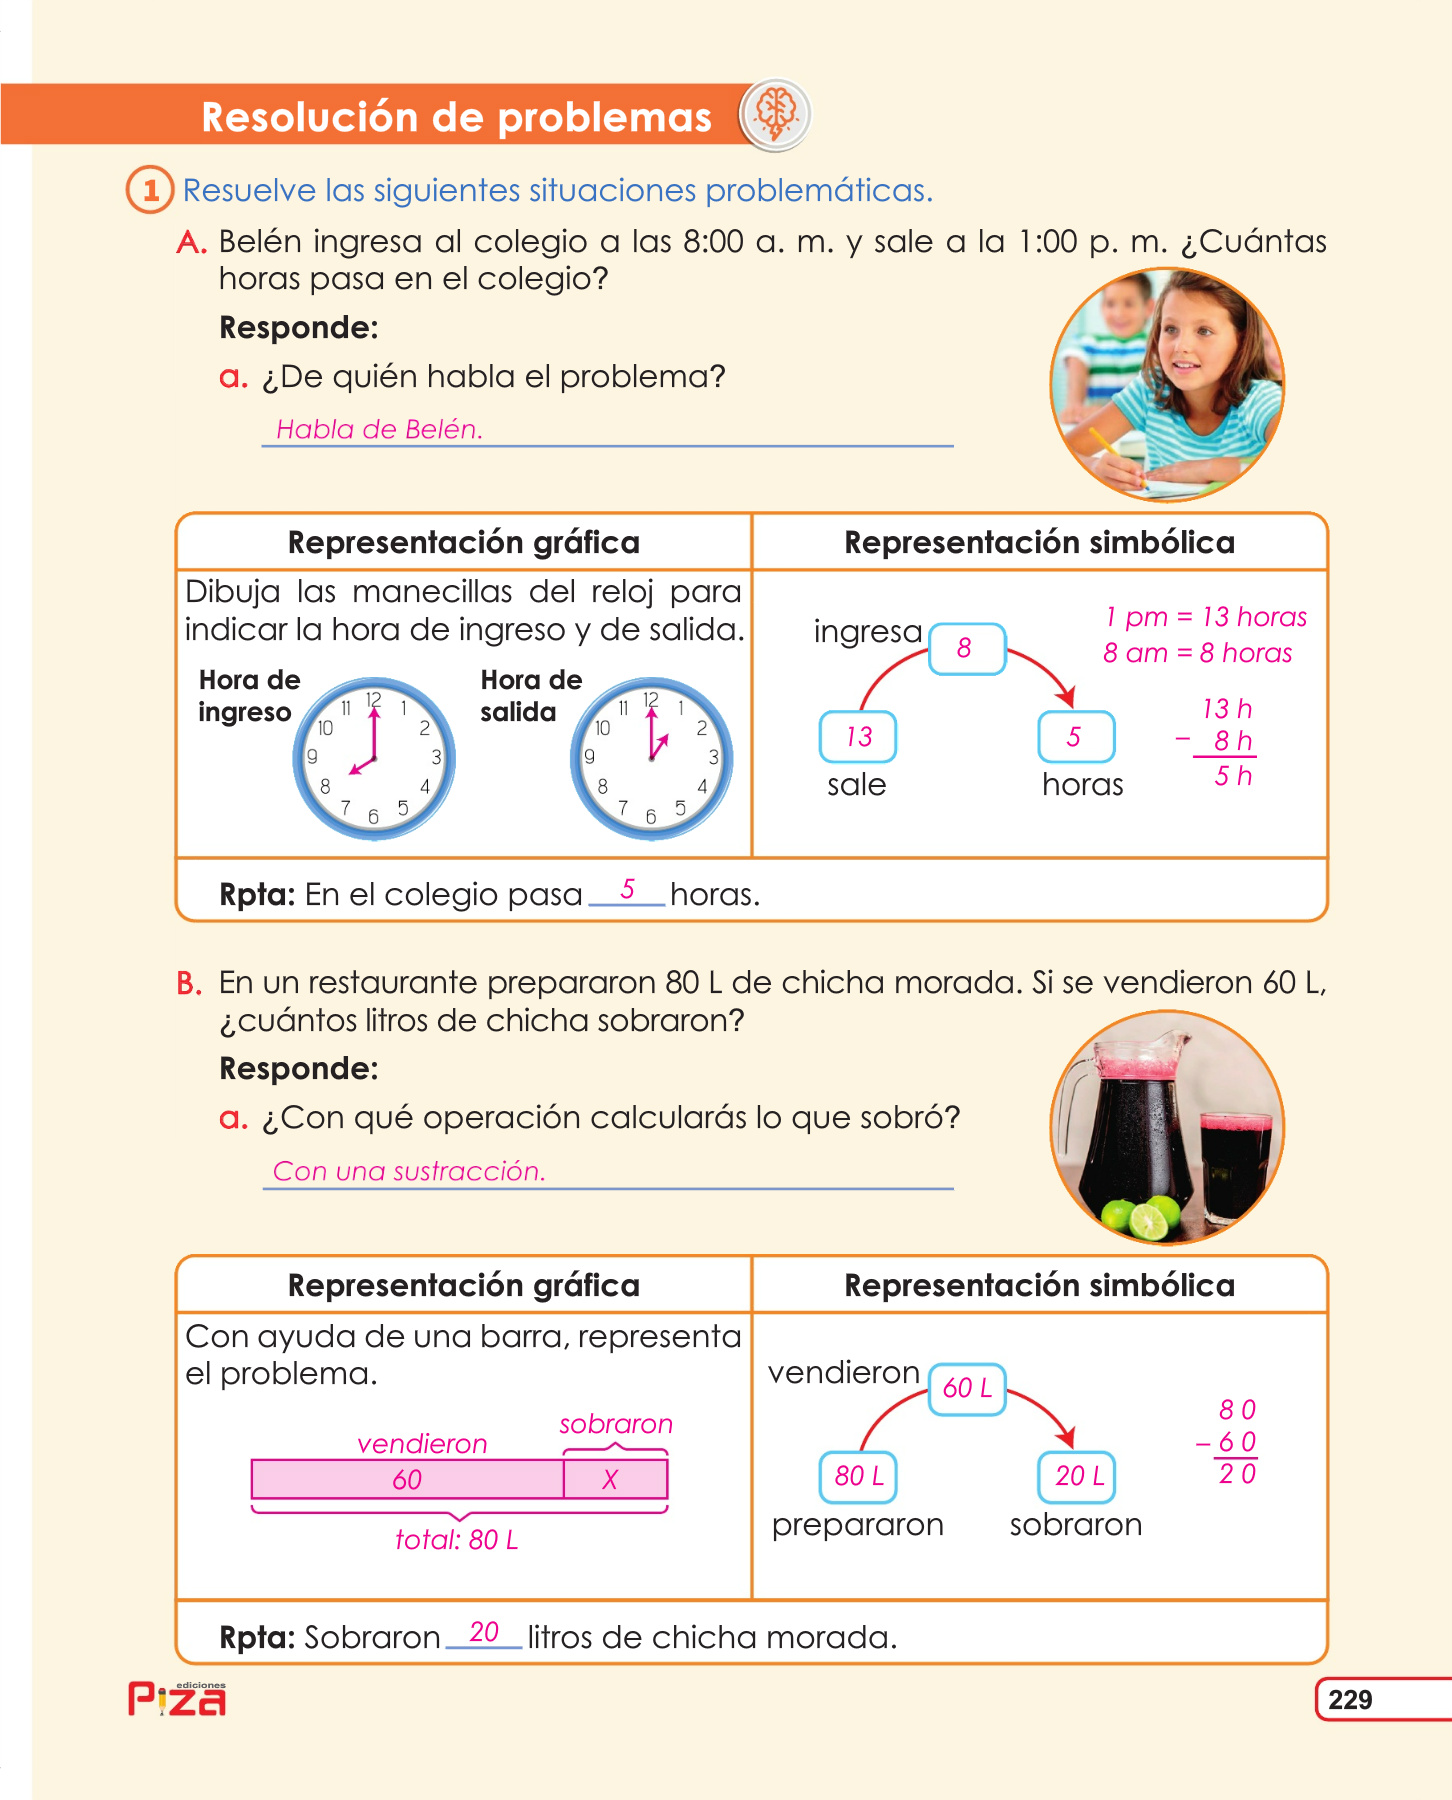 Resolución de problemas
1 Resuelve las siguientes situaciones problemáticas.
A. Belén ingresa al colegio a las 8:00 a. m. y sale a la 1:00 p. m. ¿Cuántas
horas pasa en el colegio?
Responde:
a. ¿De quién habla el problema?
Habla de Belén.
Representación gráfica
Representación simbólica
Dibuja las manecillas del reloj para
indicar la hora de ingreso y de salida.
Hora de
ingreso
12
1
2
3
4
5
6
7
8
9
10
11
Hora de
salida
12
1
2
3
4
5
6
7
8
9
10
11
ingresa
8
13
sale
5
horas
1 pm = 13 horas
8 am = 8 horas
13 h
– 8 h
5 h
Rpta: En el colegio pasa 5 horas.
B. En un restaurante prepararon 80 L de chicha morada. Si se vendieron 60 L,
¿cuántos litros de chicha sobraron?
Responde:
a. ¿Con qué operación calcularás lo que sobró?
Con una sustracción.
Representación gráfica
Representación simbólica
Con ayuda de una barra, representa
el problema.
vendieron
sobraron
60
X
total: 80 L
vendieron
60 L
80 L
prepararon
20 L
sobraron
8 0
– 6 0
2 0
Rpta: Sobraron 20 litros de chicha morada.
ediciones
Piza
229